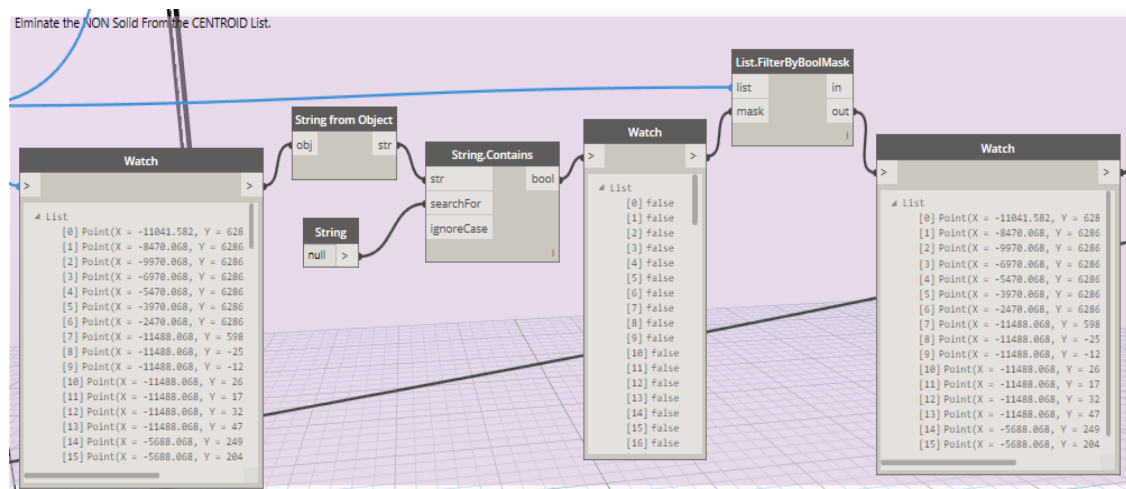 Elminate the NON Solid From the CENTROID List.
List.FilterByBoolMask
list in
mask out
l
String from Object
obj str
Watch
> >
String.Contains
str bool
searchFor
ignoreCase
l
String
null >
Watch
> >
List
[0] Point(X = -11041.582, Y = 628
[1] Point(X = -8470.068, Y = 6286
[2] Point(X = -9970.068, Y = 6286
[3] Point(X = -6970.068, Y = 6286
[4] Point(X = -5470.068, Y = 6286
[5] Point(X = -3970.068, Y = 6286
[6] Point(X = -2470.068, Y = 6286
[7] Point(X = -11488.068, Y = 598
[8] Point(X = -11488.068, Y = -25
[9] Point(X = -11488.068, Y = -12
[10] Point(X = -11488.068, Y = 26
[11] Point(X = -11488.068, Y = 17
[12] Point(X = -11488.068, Y = 32
[13] Point(X = -11488.068, Y = 47
[14] Point(X = -5688.068, Y = 249
[15] Point(X = -5688.068, Y = 204
List
[0] false
[1] false
[2] false
[3] false
[4] false
[5] false
[6] false
[7] false
[8] false
[9] false
[10] false
[11] false
[12] false
[13] false
[14] false
[15] false
[16] false
Watch
> >
List
[0] Point(X = -11041.582, Y = 628
[1] Point(X = -8470.068, Y = 6286
[2] Point(X = -9970.068, Y = 6286
[3] Point(X = -6970.068, Y = 6286
[4] Point(X = -5470.068, Y = 6286
[5] Point(X = -3970.068, Y = 6286
[6] Point(X = -2470.068, Y = 6286
[7] Point(X = -11488.068, Y = 598
[8] Point(X = -11488.068, Y = -25
[9] Point(X = -11488.068, Y = -12
[10] Point(X = -11488.068, Y = 26
[11] Point(X = -11488.068, Y = 17
[12] Point(X = -11488.068, Y = 32
[13] Point(X = -11488.068, Y = 47
[14] Point(X = -5688.068, Y = 249
[15] Point(X = -5688.068, Y = 204